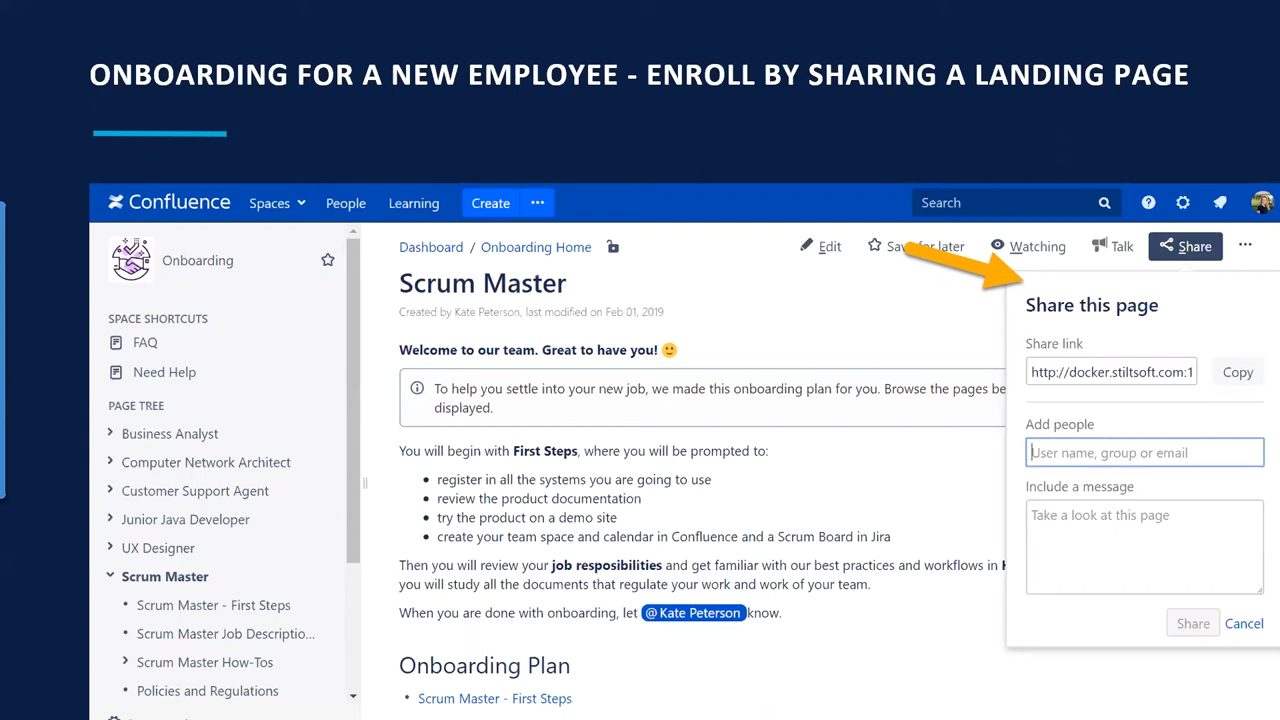 ONBOARDING FOR A NEW EMPLOYEE - ENROLL BY SHARING A LANDING PAGE
Confluence Spaces People Learning Create ··· Search
Onboarding
SPACE SHORTCUTS
FAQ
Need Help
PAGE TREE
Business Analyst
Computer Network Architect
Customer Support Agent
Junior Java Developer
UX Designer
Scrum Master
Scrum Master - First Steps
Scrum Master Job Descriptio...
Scrum Master How-Tos
Policies and Regulations
Dashboard / Onboarding Home
Edit Save for later Watching Talk Share ···
Scrum Master
Created by Kate Peterson, last modified on Feb 01, 2019
Welcome to our team. Great to have you! 🙂
To help you settle into your new job, we made this onboarding plan for you. Browse the pages be
displayed.
You will begin with First Steps, where you will be prompted to:
• register in all the systems you are going to use
• review the product documentation
• try the product on a demo site
• create your team space and calendar in Confluence and a Scrum Board in Jira
Then you will review your job resposibilities and get familiar with our best practices and workflows in
you will study all the documents that regulate your work and work of your team.
When you are done with onboarding, let @Kate Peterson know.
Onboarding Plan
• Scrum Master - First Steps
Share this page
Share link
http://docker.stiltsoft.com:1 Copy
Add people
User name, group or email
Include a message
Take a look at this page
Share Cancel